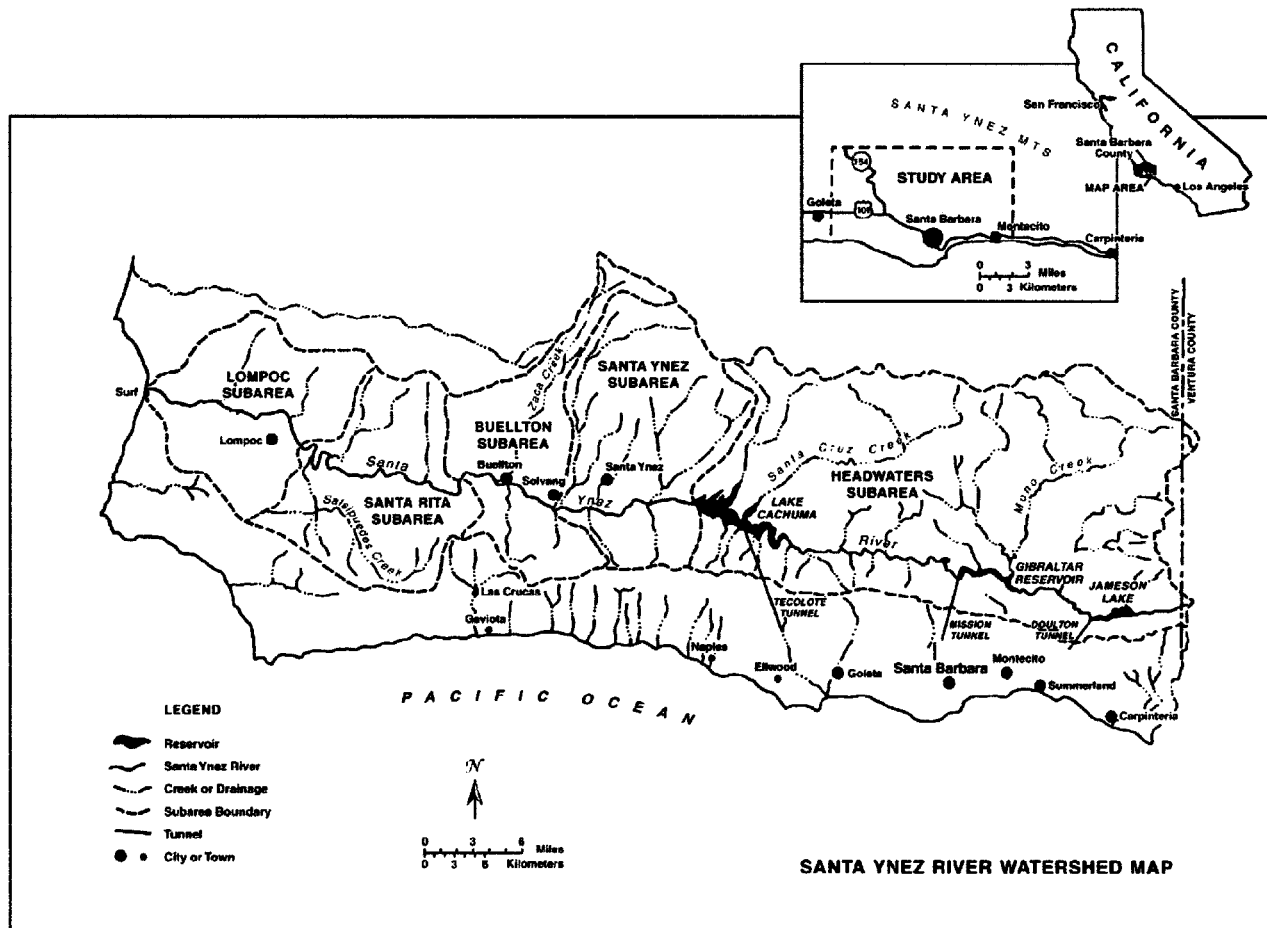 CALIFORNIA
San Francisco
Santa Barbara
County
MAP AREA
Los Angeles
SANTA YNEZ MTS
154
STUDY AREA
Goleta
101
Santa Barbara
Montecito
Carpinteria
0 3
Miles
0 3
Kilometers
SANTA BARBARA COUNTY
VENTURA COUNTY
LOMPOC
SUBAREA
Surf
Lompoc
Zaca Creek
SANTA YNEZ
SUBAREA
BUELLTON
SUBAREA
Buellton
Solvang
Santa Ynez
Santa
Ynaz
River
SANTA RITA
SUBAREA
Salsipuedes Creek
Santa Cruz Creek
HEADWATERS
SUBAREA
LAKE
CACHUMA
Mono Creek
GIBRALTAR
RESERVOIR
JAMESON
LAKE
TECOLOTE
TUNNEL
MISSION
TUNKEL
DOULTON
TUNNEL
Las Crucas
Gaviota
Naples
Ellwood
Goleta
Santa Barbara
Montecito
Summerland
Carpinteria
PACIFIC OCEAN
LEGEND
Reservoir
Santa Ynez River
Creek or Drainage
Subarea Boundary
Tunnel
City or Town
N
0 3 6
Miles
0 3 6
Kilometers
SANTA YNEZ RIVER WATERSHED MAP